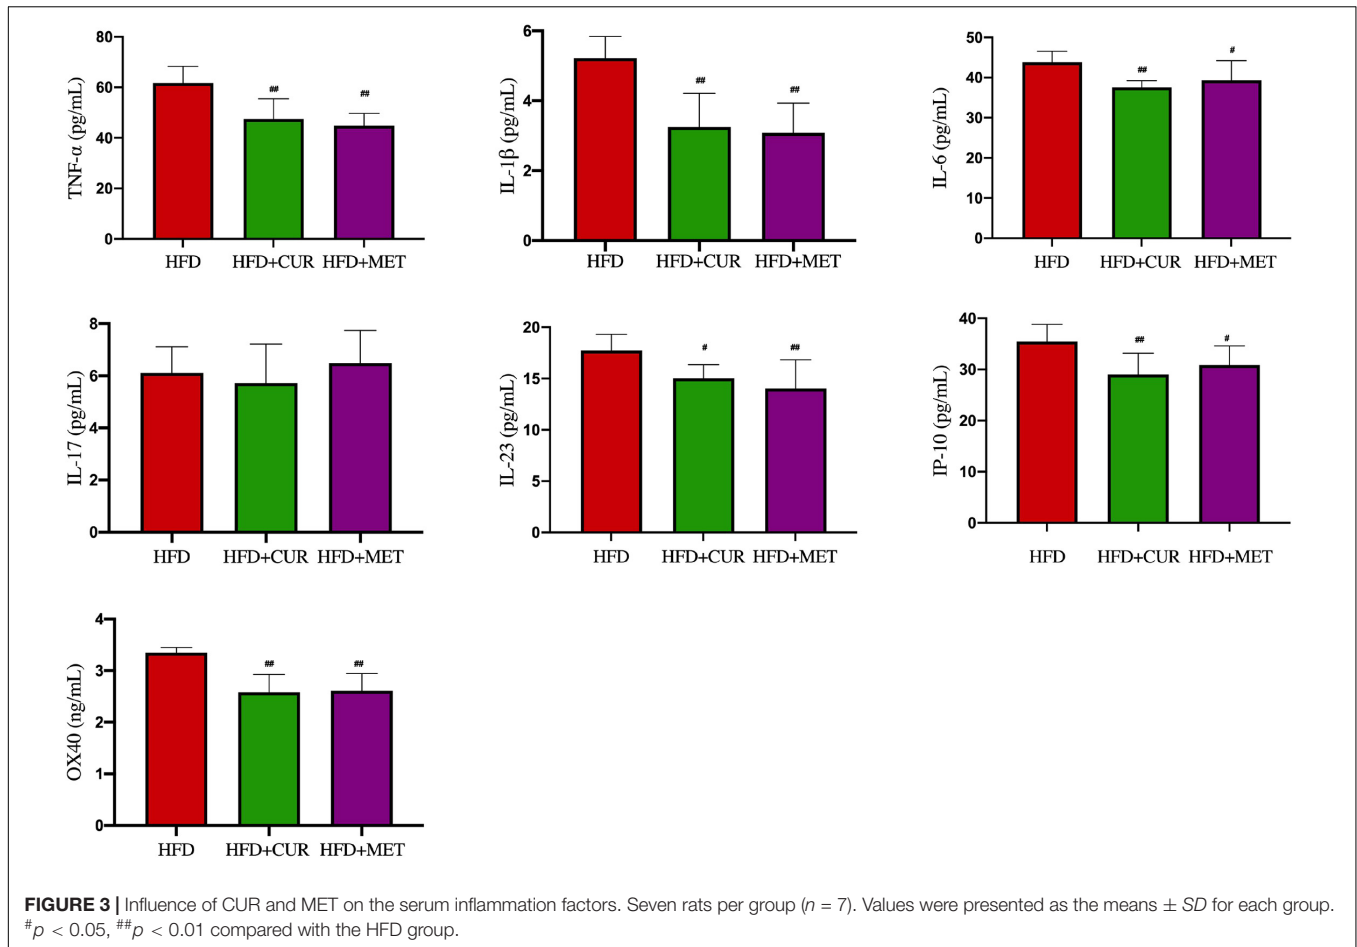 80
60
40
20
0
TNF-α (pg/mL)
##
##
HFD
HFD+CUR
HFD+MET
6
4
2
0
IL-1β (pg/mL)
##
##
HFD
HFD+CUR
HFD+MET
50
40
30
20
10
0
IL-6 (pg/mL)
##
#
HFD
HFD+CUR
HFD+MET
8
6
4
2
0
IL-17 (pg/mL)
HFD
HFD+CUR
HFD+MET
20
15
10
5
0
IL-23 (pg/mL)
#
##
HFD
HFD+CUR
HFD+MET
40
30
20
10
0
IP-10 (pg/mL)
##
#
HFD
HFD+CUR
HFD+MET
4
3
2
1
0
OX40 (ng/mL)
##
##
HFD
HFD+CUR
HFD+MET
FIGURE 3 | Influence of CUR and MET on the serum inflammation factors. Seven rats per group (n = 7). Values were presented as the means ± SD for each group.
#p < 0.05, ##p < 0.01 compared with the HFD group.